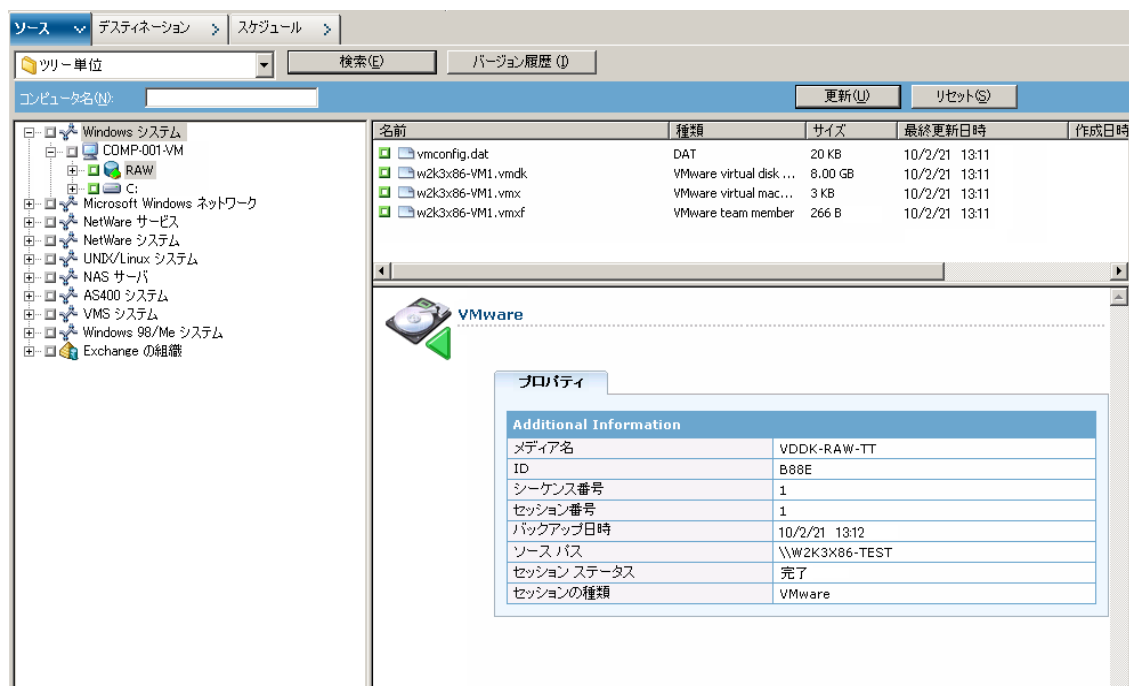 ソース デスティネーション スケジュール
ツリー単位 検索(E) バージョン履歴 (I)
コンピュータ名(N): 更新(U) リセット(S)
Windows システム
COMP-001-VM
RAW
C:
Microsoft Windows ネットワーク
NetWare サービス
NetWare システム
UNIX/Linux システム
NAS サーバ
AS400 システム
VMS システム
Windows 98/Me システム
Exchange の組織
名前 種類 サイズ 最終更新日時 作成日時
vmconfig.dat DAT 20 KB 10/2/21 13:11
w2k3x86-VM1.vmdk VMware virtual disk ... 8.00 GB 10/2/21 13:11
w2k3x86-VM1.vmx VMware virtual mac... 3 KB 10/2/21 13:11
w2k3x86-VM1.vmxf VMware team member 266 B 10/2/21 13:11
VMware
プロパティ
Additional Information
メディア名 VDDK-RAW-TT
ID B88E
シーケンス番号 1
セッション番号 1
バックアップ日時 10/2/21 13:12
ソース パス \\W2K3X86-TEST
セッション ステータス 完了
セッションの種類 VMware